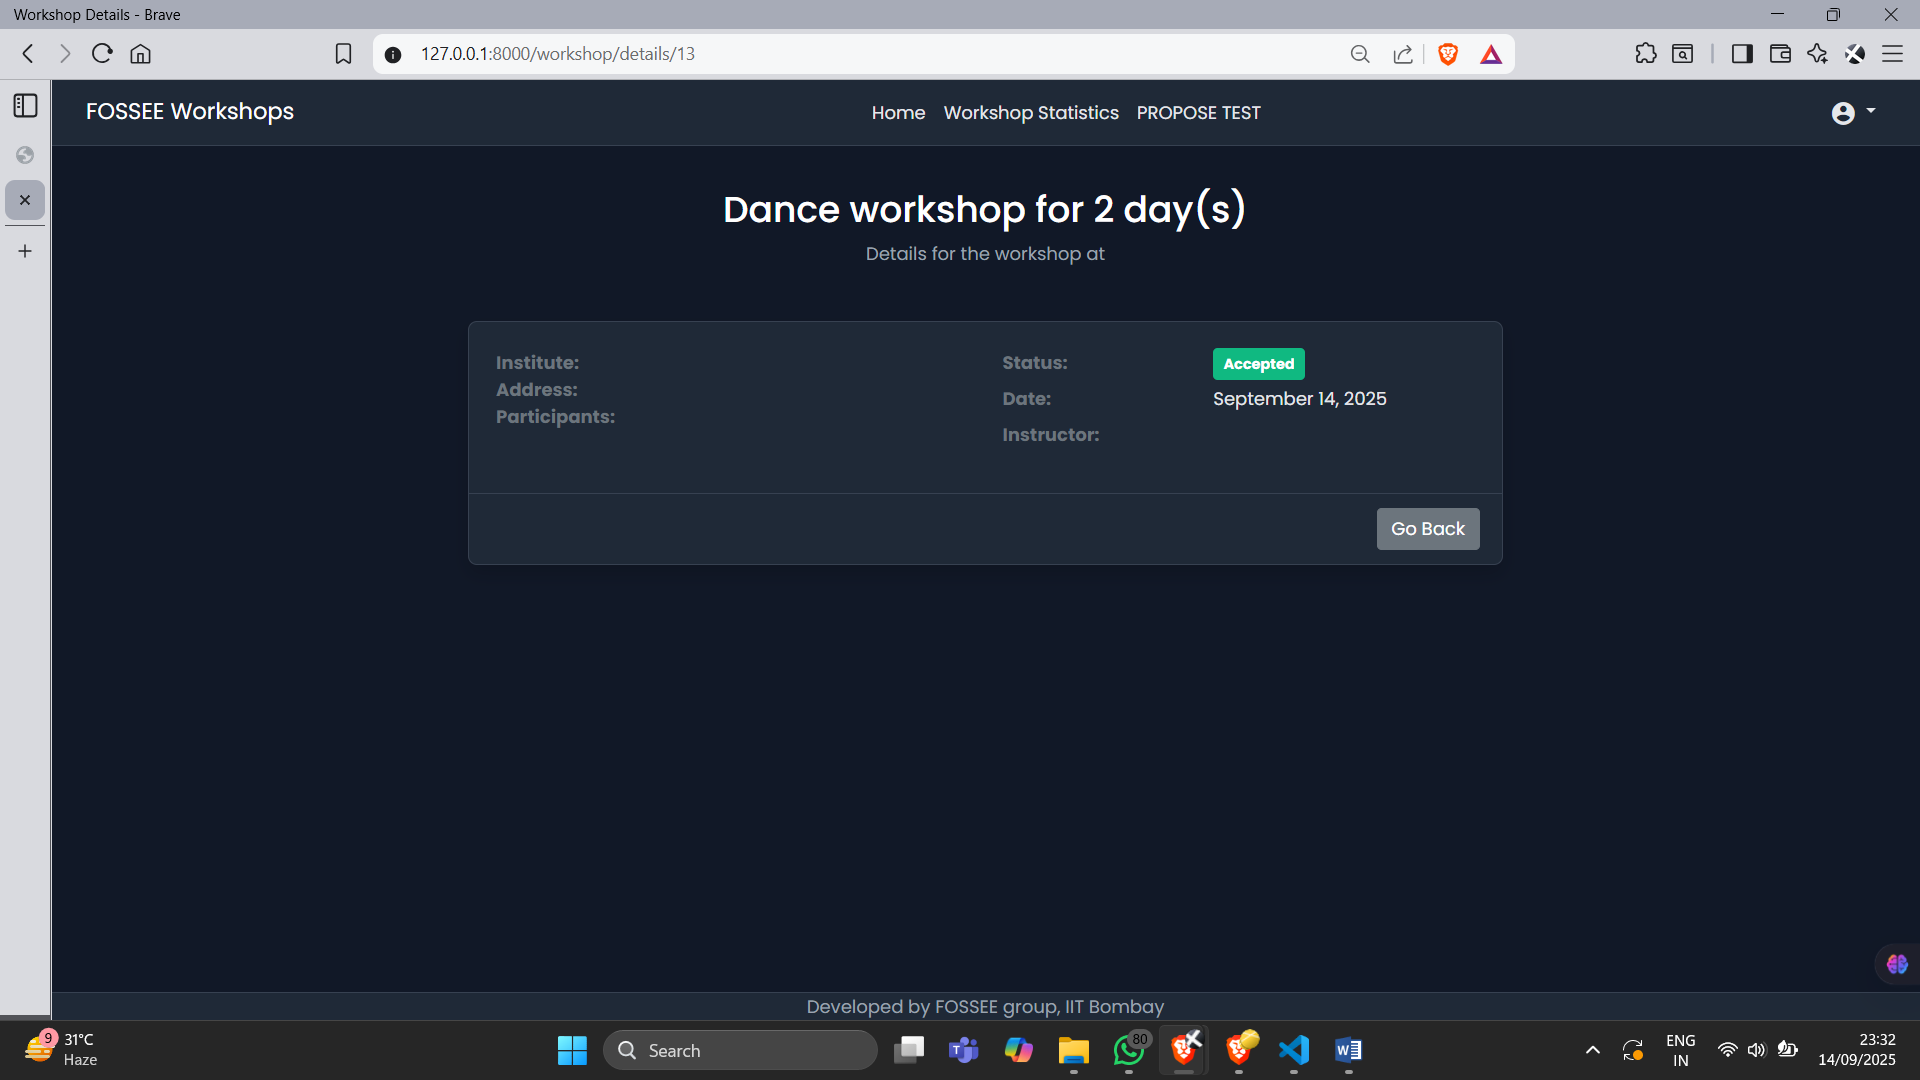 Workshop Details - Brave
127.0.0.1:8000/workshop/details/13
FOSSEE Workshops
Home Workshop Statistics PROPOSE TEST
Dance workshop for 2 day(s)
Details for the workshop at
Institute:
Address:
Participants:
Status: Accepted
Date: September 14, 2025
Instructor:
Go Back
Developed by FOSSEE group, IIT Bombay
9
31°C
Haze
Search
T
80
W
ENG
IN
23:32
14/09/2025